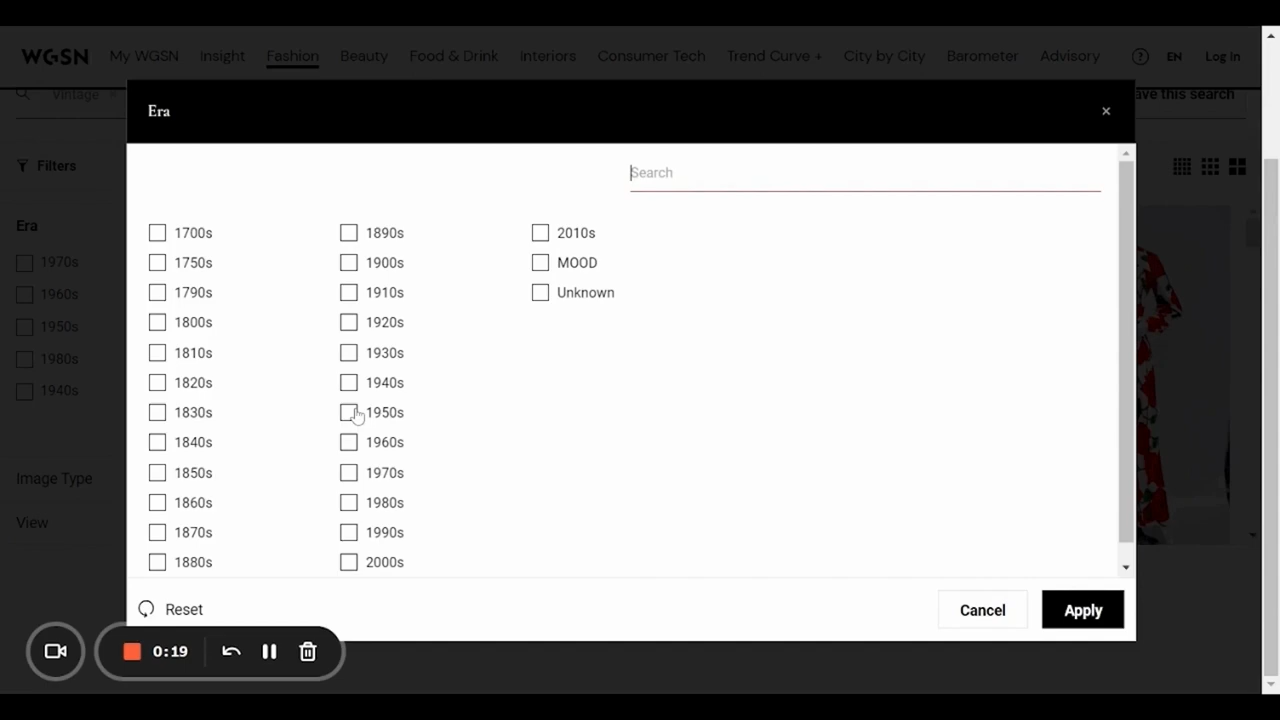 WGSN My WGSN Insight Fashion Beauty Food & Drink Interiors Consumer Tech Trend Curve + City by City Barometer Advisory ? EN Log In
Vintage × ave this search
Era ×
Filters
Search
Era
1970s
1960s
1950s
1980s
1940s
Image Type
View
1700s
1750s
1790s
1800s
1810s
1820s
1830s
1840s
1850s
1860s
1870s
1880s
1890s
1900s
1910s
1920s
1930s
1940s
1950s
1960s
1970s
1980s
1990s
2000s
2010s
MOOD
Unknown
Reset Cancel Apply
0:19